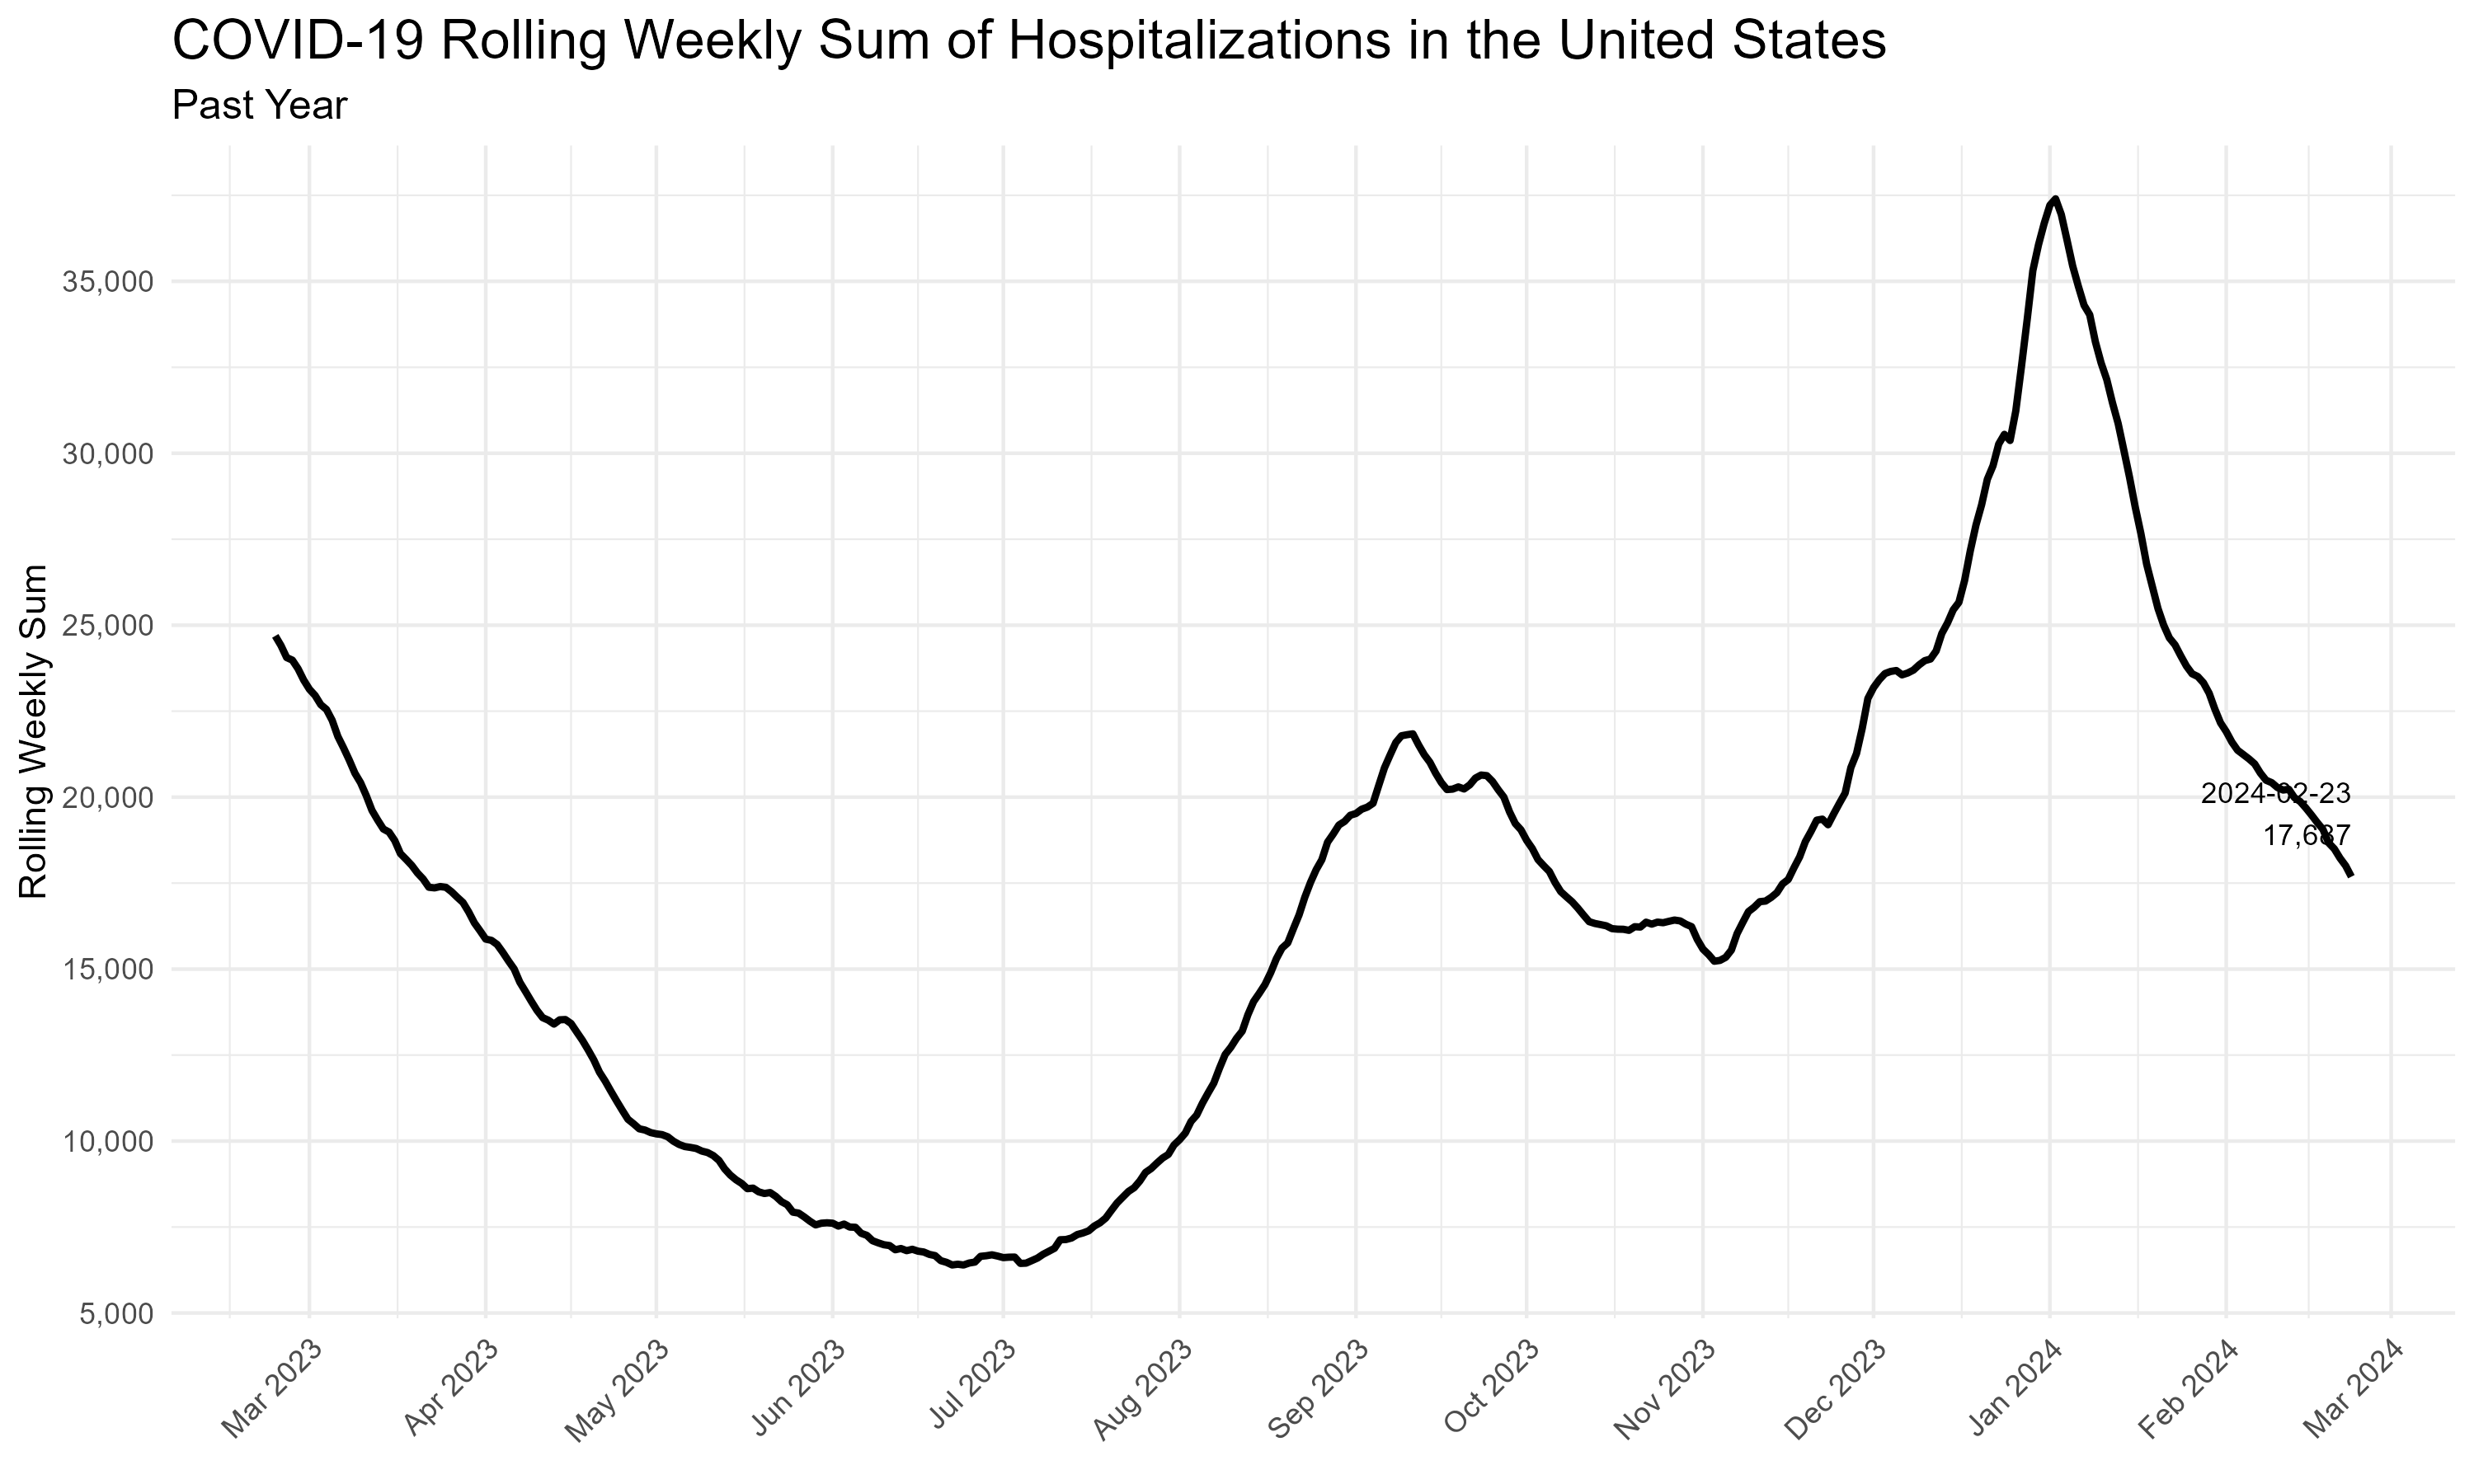 COVID-19 Rolling Weekly Sum of Hospitalizations in the United States
Past Year
Rolling Weekly Sum
35,000
30,000
25,000
20,000
15,000
10,000
5,000
2024-02-23
17,687
Mar 2023
Apr 2023
May 2023
Jun 2023
Jul 2023
Aug 2023
Sep 2023
Oct 2023
Nov 2023
Dec 2023
Jan 2024
Feb 2024
Mar 2024